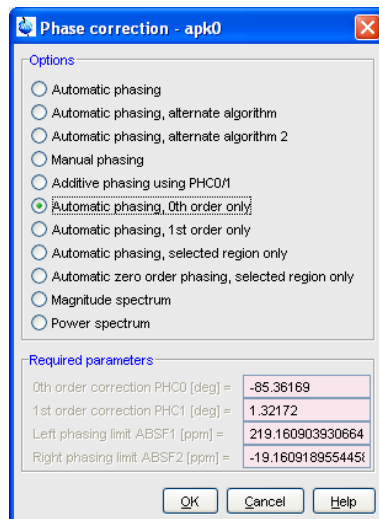 Phase correction - apk0
Options
Automatic phasing
Automatic phasing, alternate algorithm
Automatic phasing, alternate algorithm 2
Manual phasing
Additive phasing using PHC0/1
Automatic phasing, 0th order only
Automatic phasing, 1st order only
Automatic phasing, selected region only
Automatic zero order phasing, selected region only
Magnitude spectrum
Power spectrum
Required parameters
0th order correction PHC0 [deg] = -85.36169
1st order correction PHC1 [deg] = 1.32172
Left phasing limit ABSF1 [ppm] = 219.160903930664
Right phasing limit ABSF2 [ppm] = -19.1609189554458
OK Cancel Help